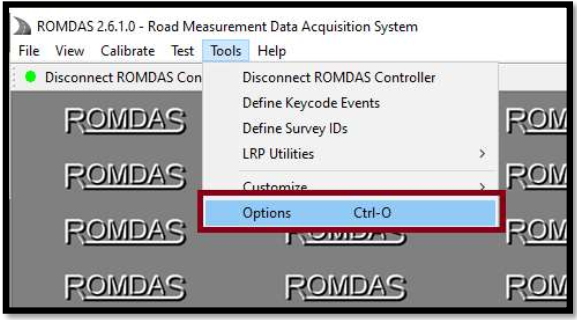 ROMDAS 2.6.1.0 - Road Measurement Data Acquisition System
File View Calibrate Test Tools Help
Disconnect ROMDAS Con
Disconnect ROMDAS Controller
Define Keycode Events
Define Survey IDs
LRP Utilities >
Customize >
Options Ctrl-O
ROMDAS ROM
ROMDAS ROM
ROMDAS ROMDAS ROM
ROMDAS ROMDAS ROM